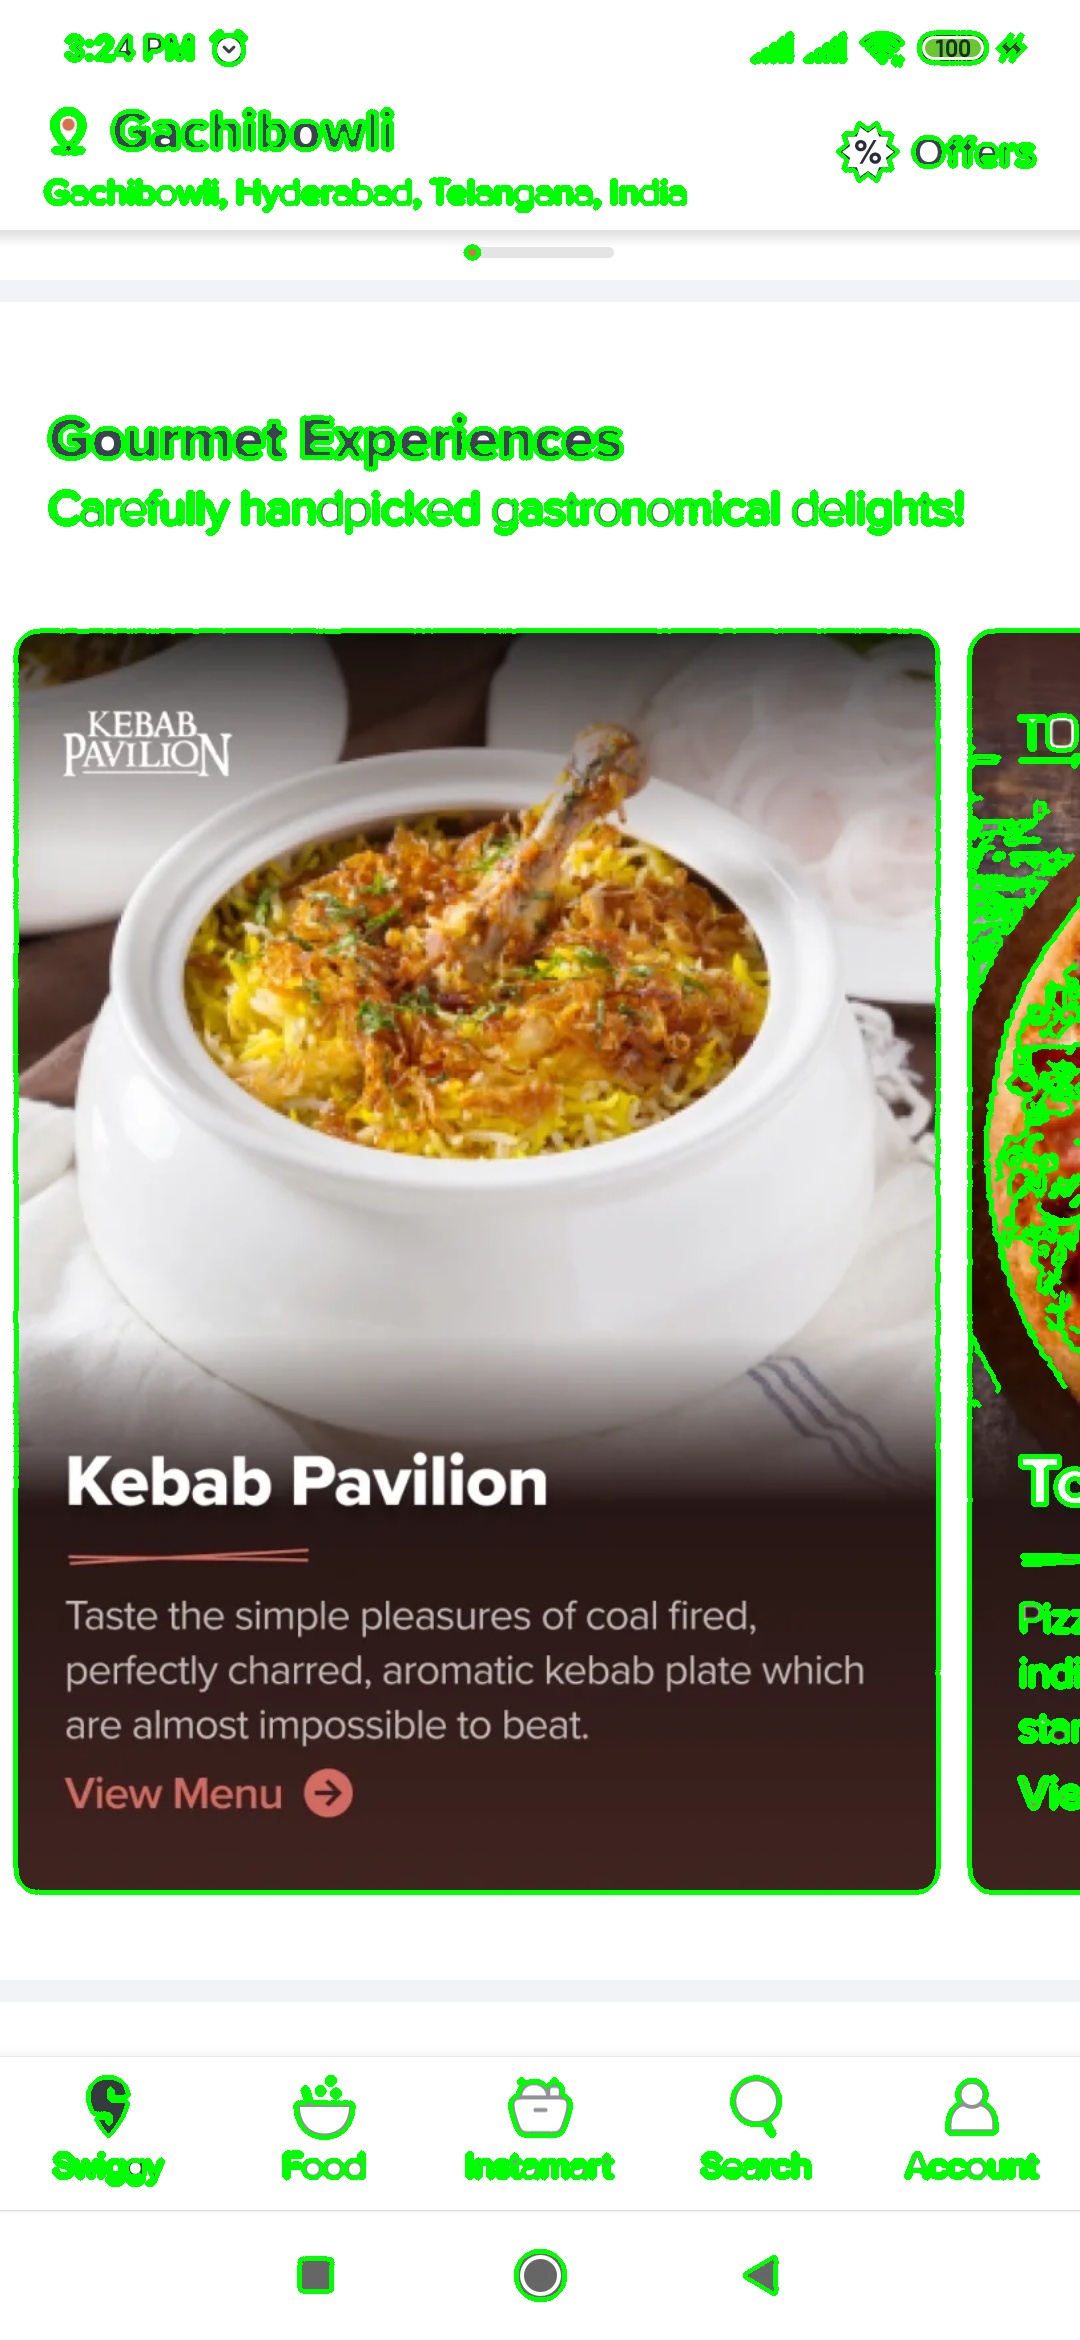 3:24 PM
100
Gachibowli
Offers
Gachibowli, Hyderabad, Telangana, India
Gourmet Experiences
Carefully handpicked gastronomical delights!
KEBAB
PAVILION
Kebab Pavilion
Taste the simple pleasures of coal fired,
perfectly charred, aromatic kebab plate which
are almost impossible to beat.
View Menu
Swiggy
Food
Instamart
Search
Account